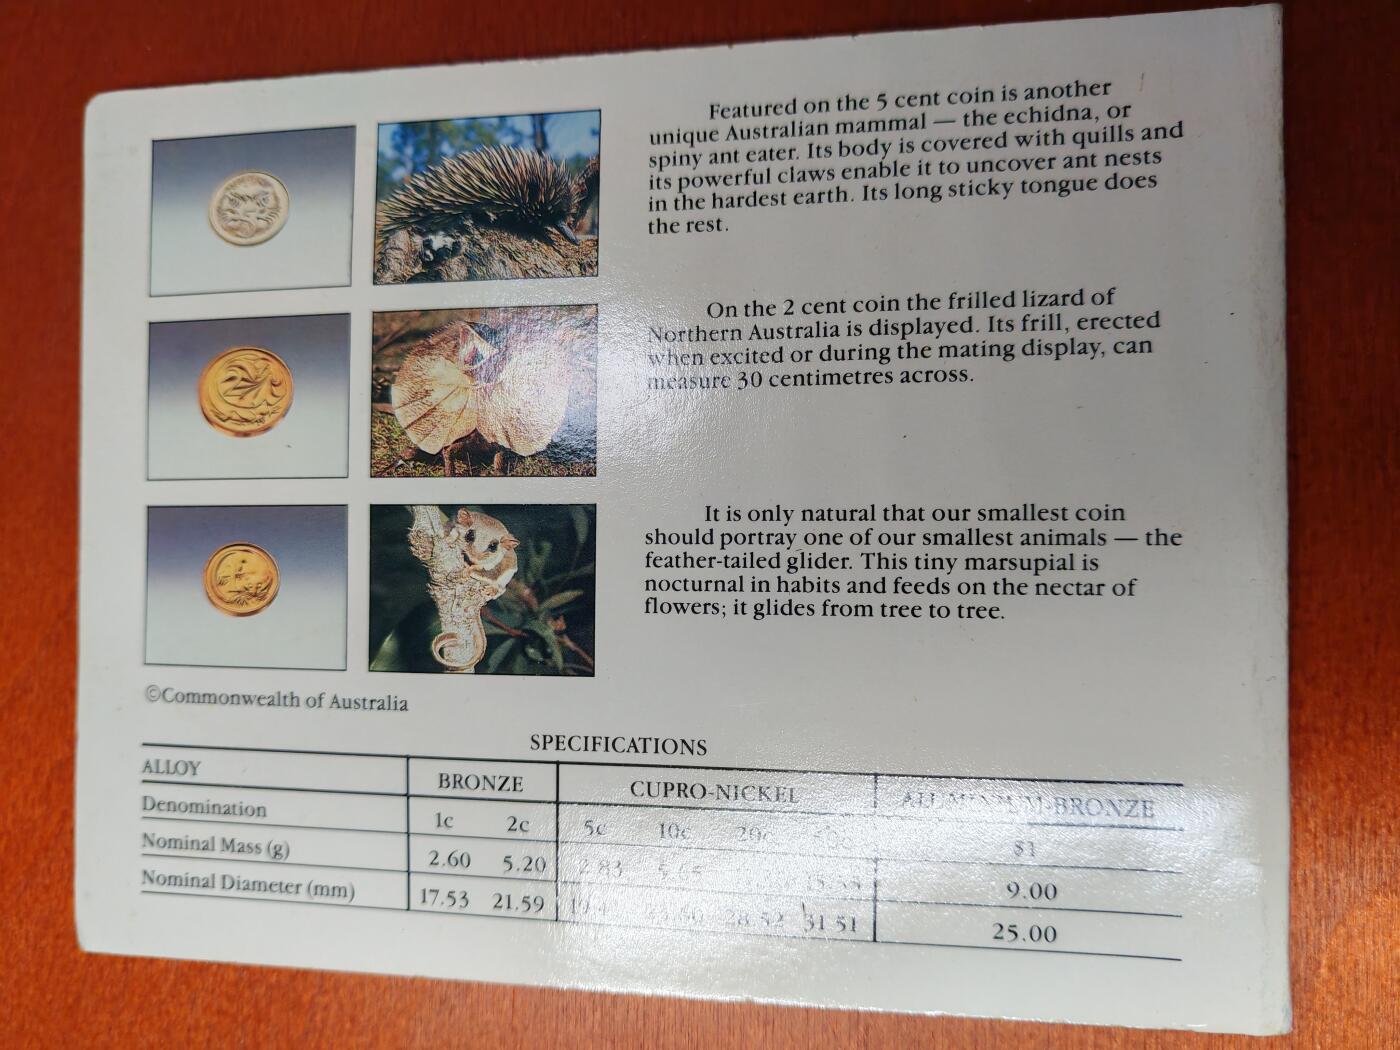 Featured on the 5 cent coin is another
unique Australian mammal — the echidna, or
spiny ant eater. Its body is covered with quills and
its powerful claws enable it to uncover ant nests
in the hardest earth. Its long sticky tongue does
the rest.
On the 2 cent coin the frilled lizard of
Northern Australia is displayed. Its frill, erected
when excited or during the mating display, can
measure 30 centimetres across.
It is only natural that our smallest coin
should portray one of our smallest animals — the
feather-tailed glider. This tiny marsupial is
nocturnal in habits and feeds on the nectar of
flowers; it glides from tree to tree.
©Commonwealth of Australia
SPECIFICATIONS
ALLOY BRONZE CUPRO-NICKEL ALUMINIUM-BRONZE
Denomination 1c 2c 5c 10c 20c $1
Nominal Mass (g) 2.60 5.20 2.83 9.00
Nominal Diameter (mm) 17.53 21.59 28.52 31.51 25.00